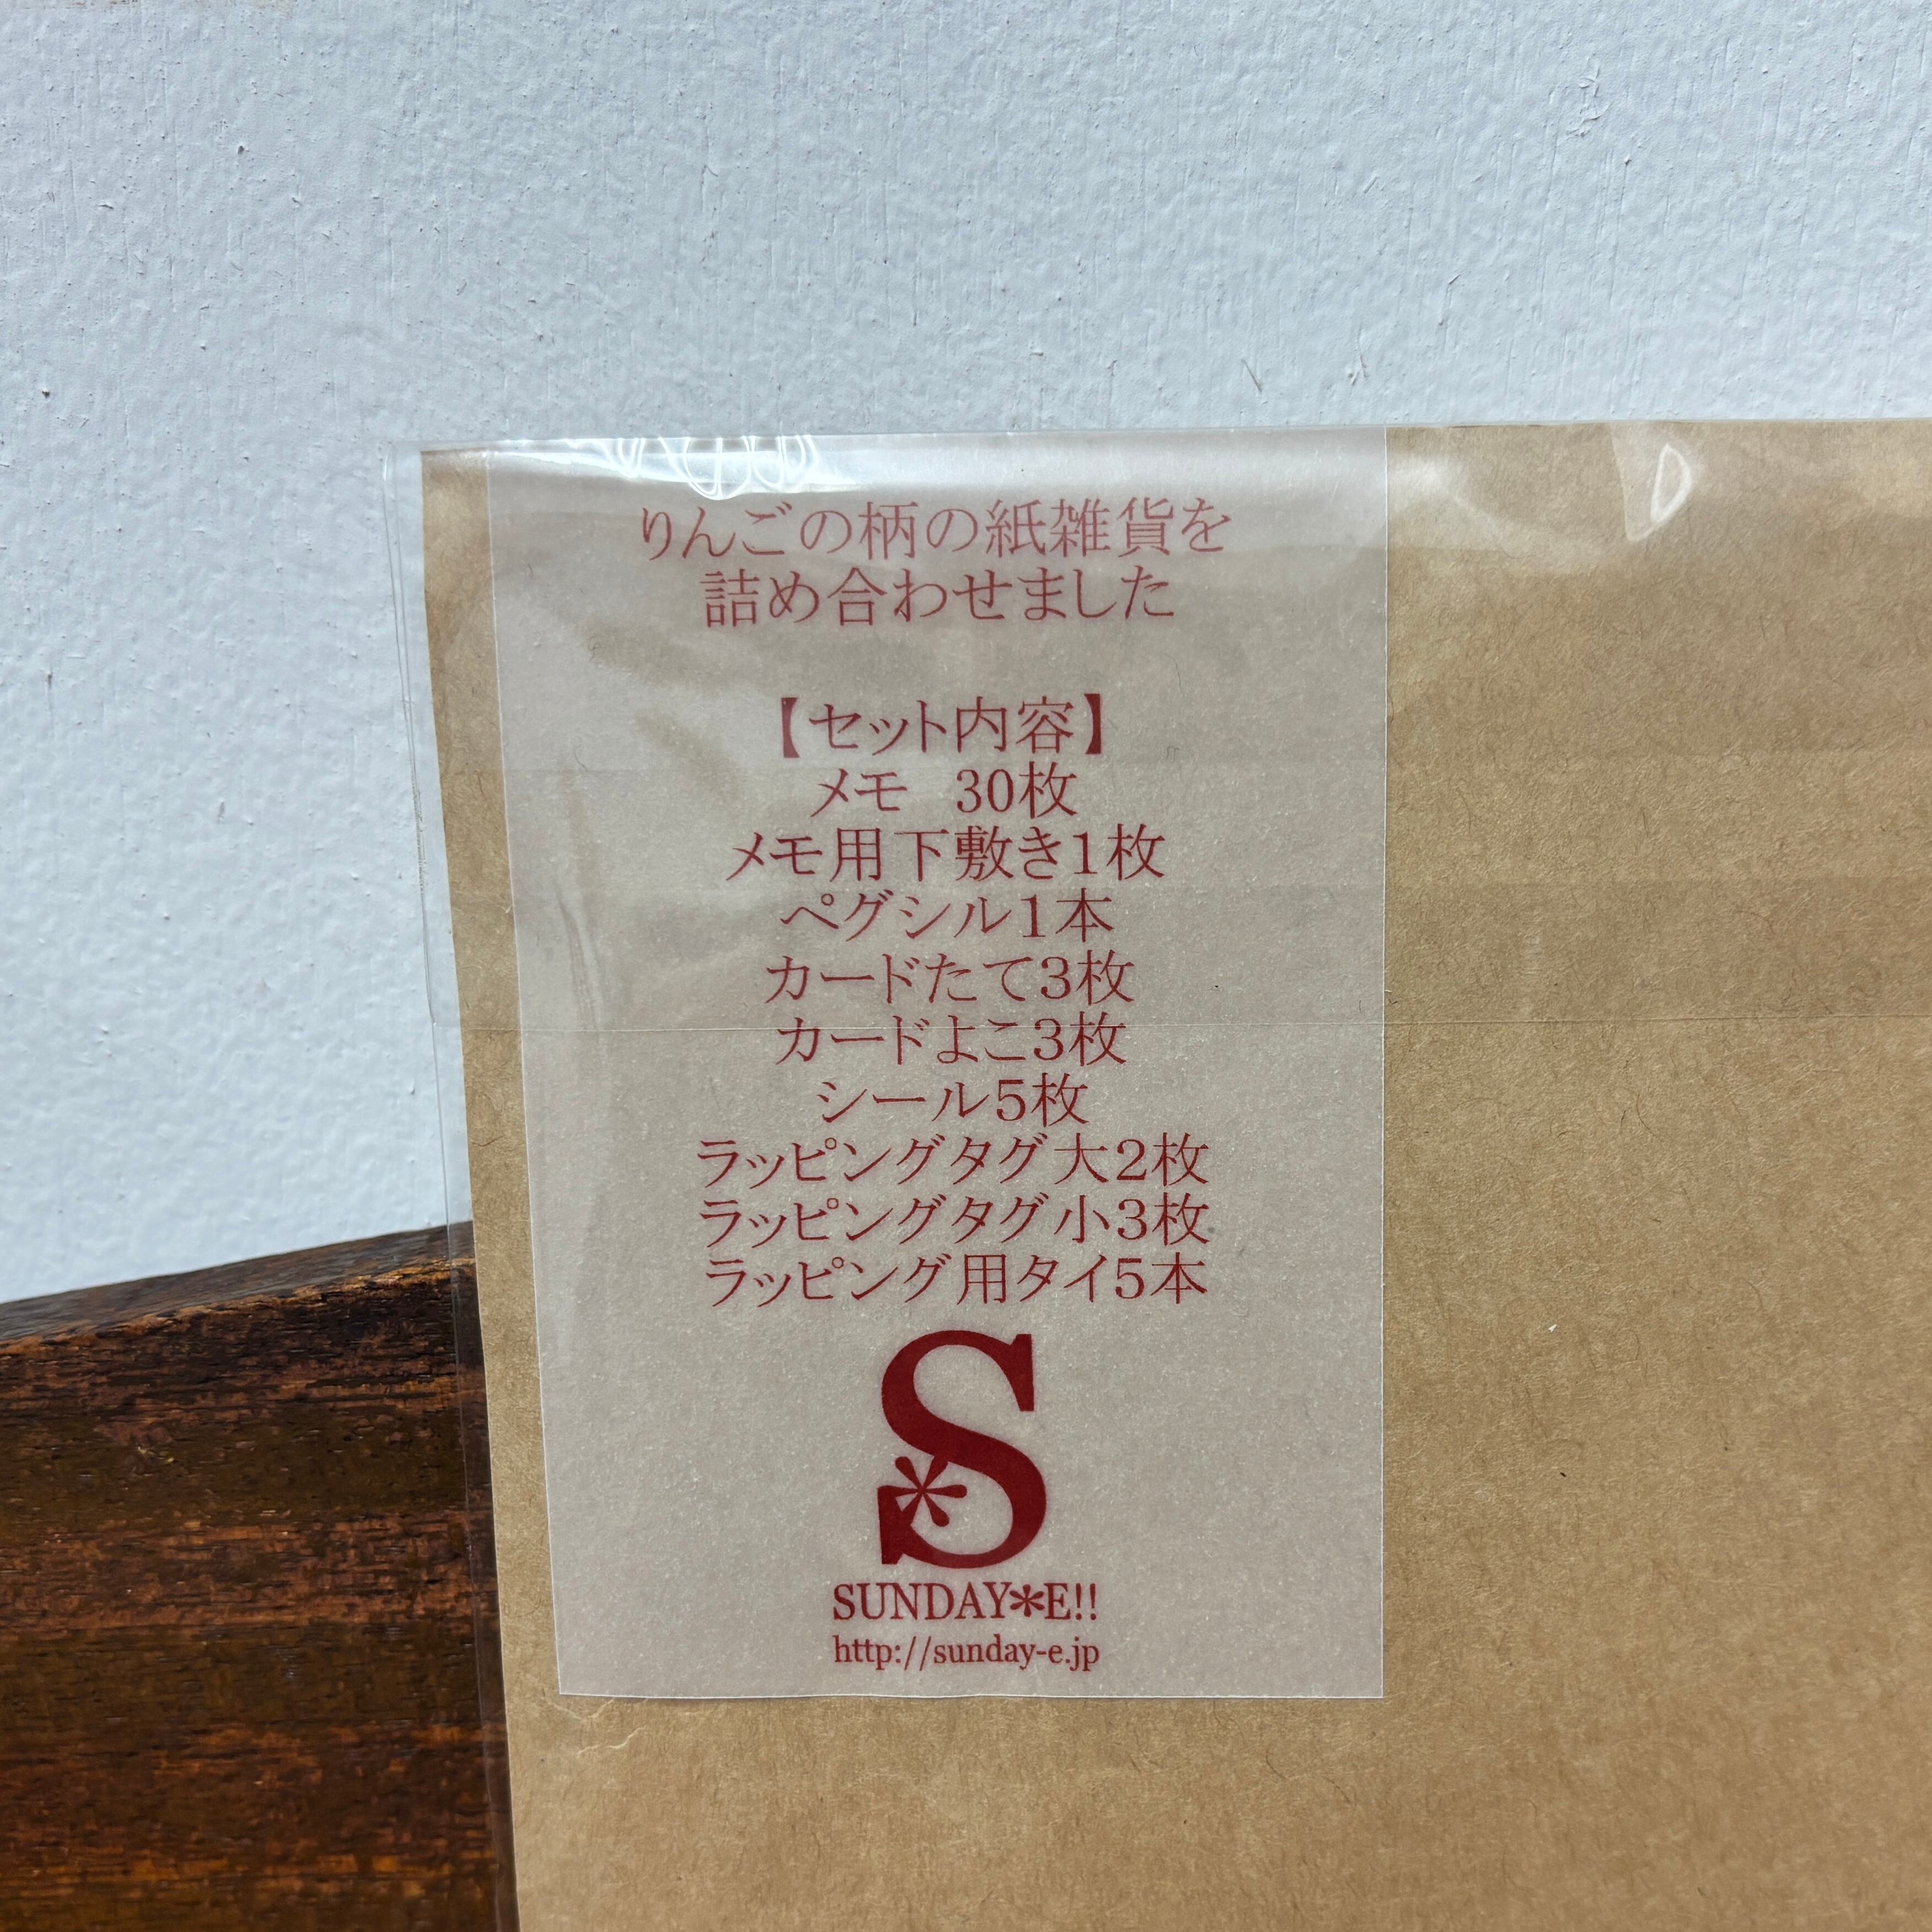 りんごの柄の紙雑貨を
詰め合わせました
【セット内容】
メモ　30枚
メモ用下敷き1枚
ペグシル1本
カードたて3枚
カードよこ3枚
シール5枚
ラッピングタグ大2枚
ラッピングタグ小3枚
ラッピング用タイ5本
S
SUNDAY*E!!
http://sunday-e.jp